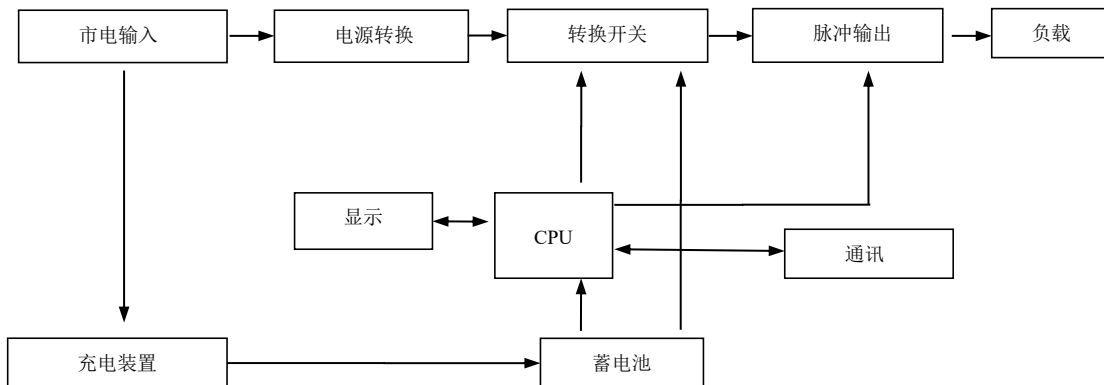 市电输入
电源转换
转换开关
脉冲输出
负载
显示
CPU
通讯
充电装置
蓄电池